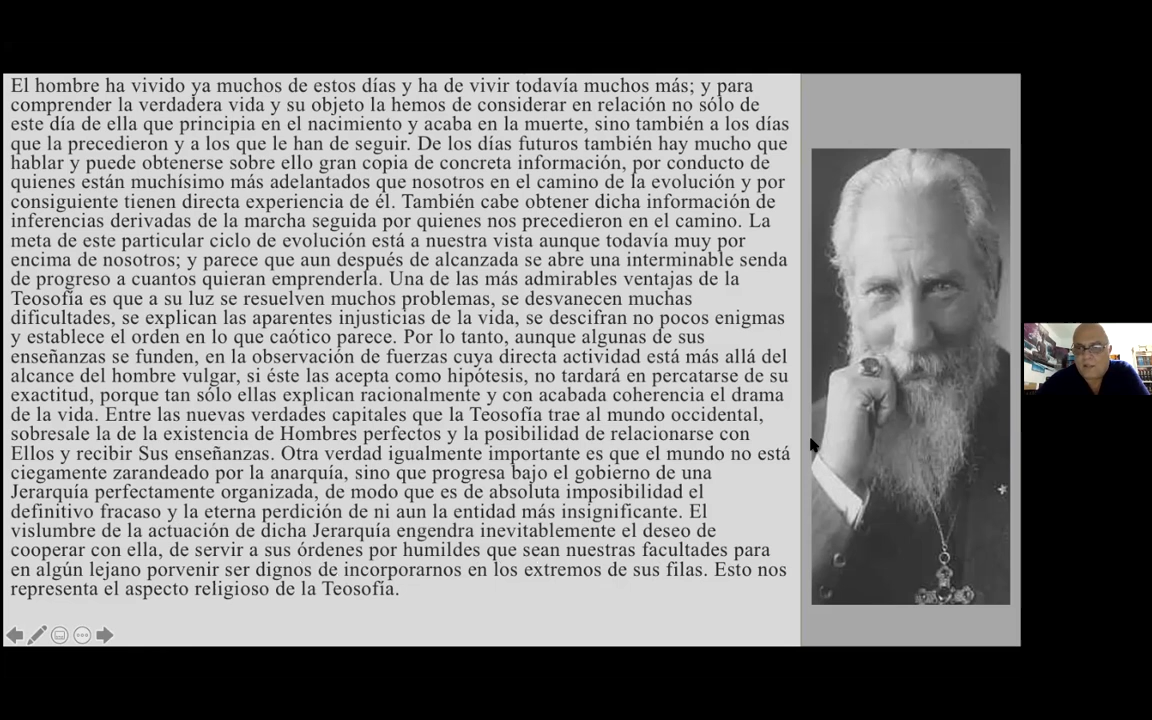 El hombre ha vivido ya muchos de estos días y ha de vivir todavía muchos más; y para
comprender la verdadera vida y su objeto la hemos de considerar en relación no sólo de
este día de ella que principia en el nacimiento y acaba en la muerte, sino también a los días
que la precedieron y a los que le han de seguir. De los días futuros también hay mucho que
hablar y puede obtenerse sobre ello gran copia de concreta información, por conducto de
quienes están muchísimo más adelantados que nosotros en el camino de la evolución y por
consiguiente tienen directa experiencia de él. También cabe obtener dicha información de
inferencias derivadas de la marcha seguida por quienes nos precedieron en el camino. La
meta de este particular ciclo de evolución está a nuestra vista aunque todavía muy por
encima de nosotros; y parece que aun después de alcanzada se abre una interminable senda
de progreso a cuantos quieran emprenderla. Una de las más admirables ventajas de la
Teosofía es que a su luz se resuelven muchos problemas, se desvanecen muchas
dificultades, se explican las aparentes injusticias de la vida, se descifran no pocos enigmas
y establece el orden en lo que caótico parece. Por lo tanto, aunque algunas de sus
enseñanzas se funden, en la observación de fuerzas cuya directa actividad está más allá del
alcance del hombre vulgar, si éste las acepta como hipótesis, no tardará en percatarse de su
exactitud, porque tan sólo ellas explican racionalmente y con acabada coherencia el drama
de la vida. Entre las nuevas verdades capitales que la Teosofía trae al mundo occidental,
sobresale la de la existencia de Hombres perfectos y la posibilidad de relacionarse con
Ellos y recibir Sus enseñanzas. Otra verdad igualmente importante es que el mundo no está
ciegamente zarandeado por la anarquía, sino que progresa bajo el gobierno de una
Jerarquía perfectamente organizada, de modo que es de absoluta imposibilidad el
definitivo fracaso y la eterna perdición de ni aun la entidad más insignificante. El
vislumbre de la actuación de dicha Jerarquía engendra inevitablemente el deseo de
cooperar con ella, de servir a sus órdenes por humildes que sean nuestras facultades para
en algún lejano porvenir ser dignos de incorporarnos en los extremos de sus filas. Esto nos
representa el aspecto religioso de la Teosofía.